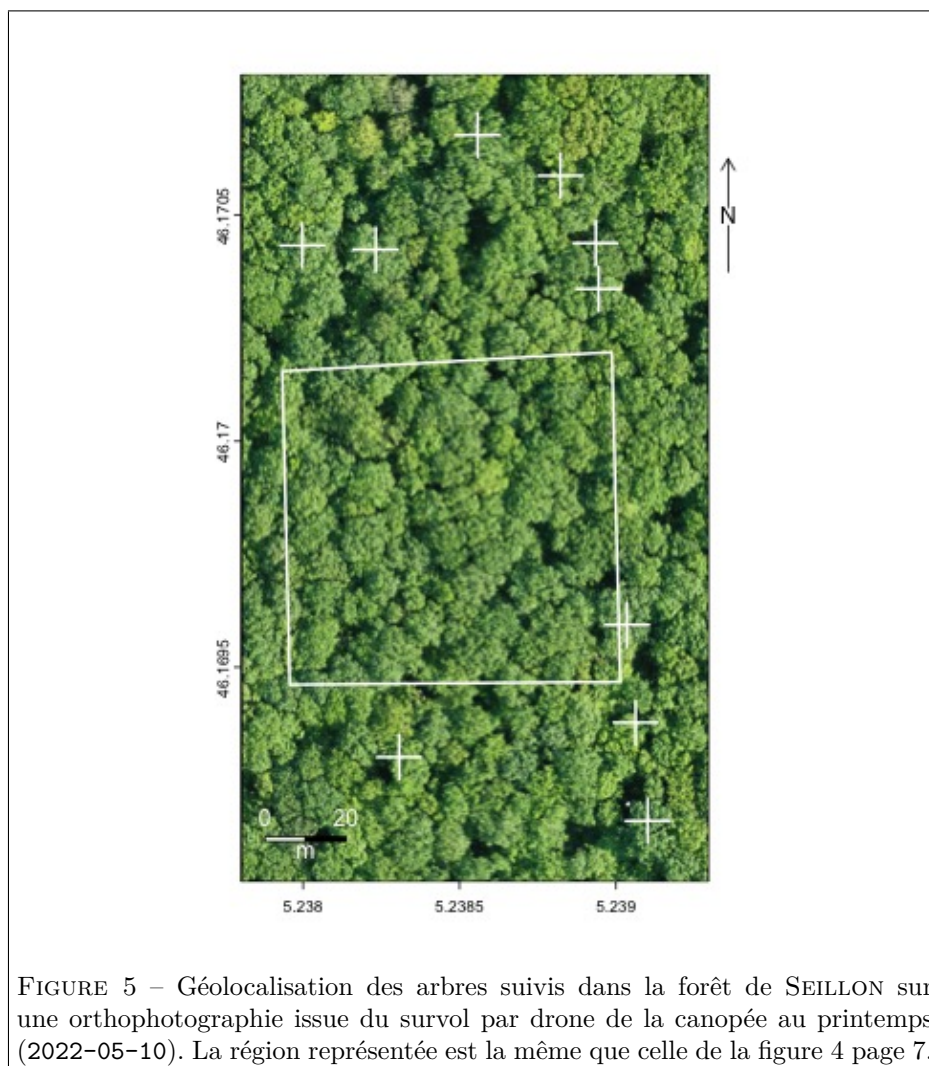 N
46.1705
46.17
46.1695
0 20
m
5.238 5.2385 5.239
FIGURE 5 – Géolocalisation des arbres suivis dans la forêt de SEILLON sur
une orthophotographie issue du survol par drone de la canopée au printemps
(2022-05-10). La région représentée est la même que celle de la figure 4 page 7.